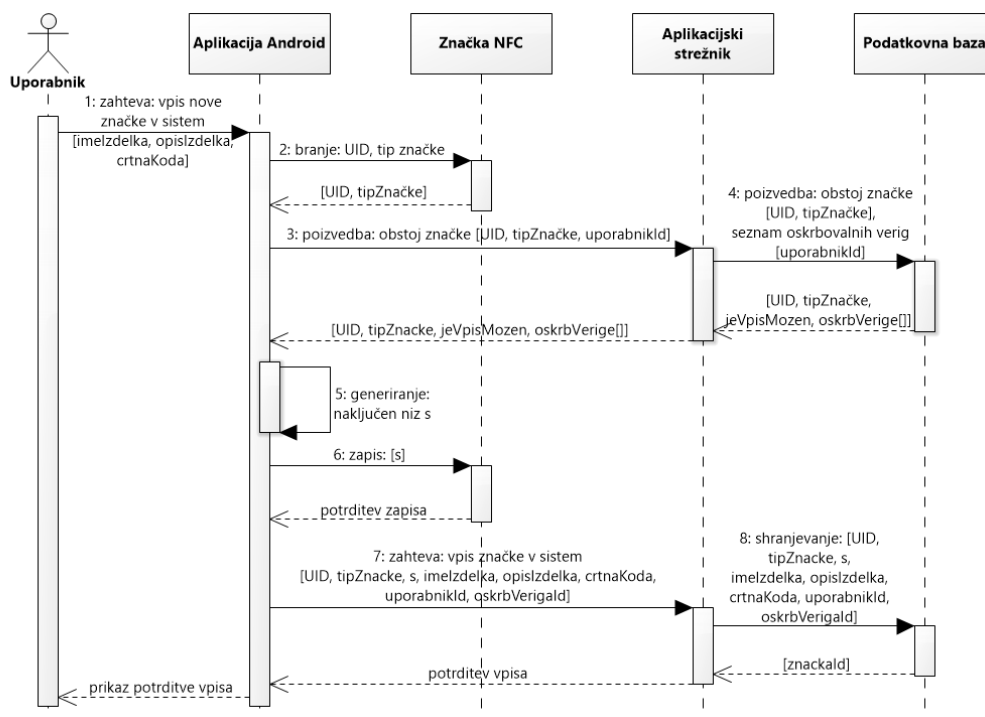 Uporabnik
Aplikacija Android
Značka NFC
Aplikacijski
strežnik
Podatkovna baza
1: zahteva: vpis nove
značke v sistem
[imeIzdelka, opisIzdelka,
crtnaKoda]
2: branje: UID, tip značke
[UID, tipZnačke]
3: poizvedba: obstoj značke [UID, tipZnačke, uporabnikId]
4: poizvedba: obstoj značke
[UID, tipZnačke],
seznam oskrbovalnih verig
[uporabnikId]
[UID, tipZnačke,
jeVpisMozen, oskrbVerige[]]
[UID, tipZnacke, jeVpisMozen, oskrbVerige[]]
5: generiranje:
naključen niz s
6: zapis: [s]
potrditev zapisa
7: zahteva: vpis značke v sistem
[UID, tipZnacke, s, imeIzdelka, opisIzdelka, crtnaKoda,
uporabnikId, oskrbVerigaId]
8: shranjevanje: [UID,
tipZnacke, s,
imeIzdelka, opisIzdelka,
crtnaKoda, uporabnikId,
oskrbVerigaId]
[znackaId]
potrditev vpisa
prikaz potrditve vpisa